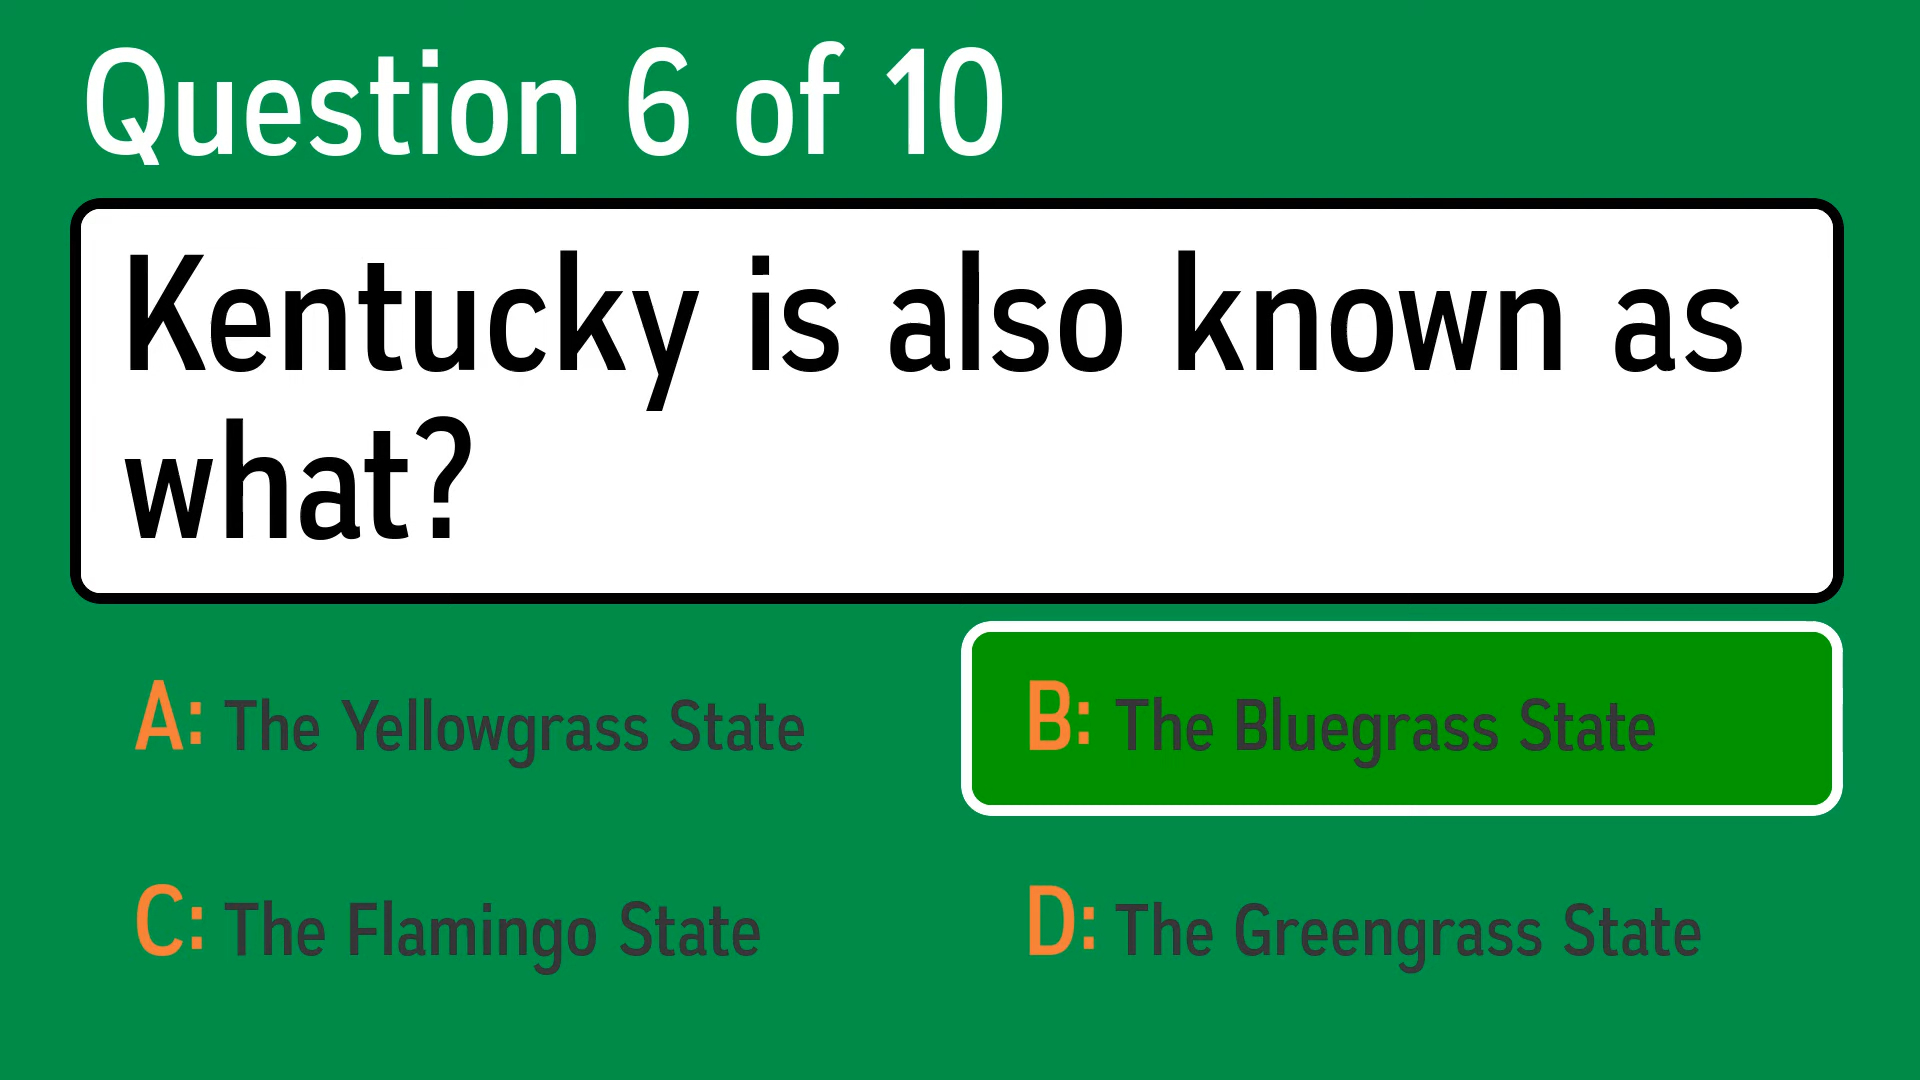 Question 6 of 10
Kentucky is also known as
what?
A: The Yellowgrass State
B: The Bluegrass State
C: The Flamingo State
D: The Greengrass State